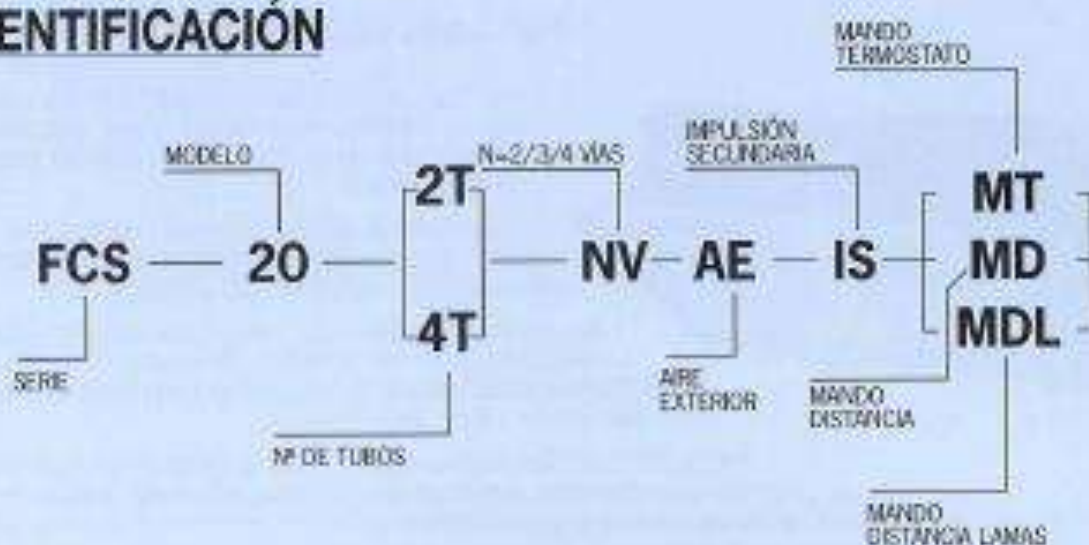 ENTIFICACIÓN
MANDO
TERMOSTATO
MODELO
N=2/3/4 VÍAS
IMPULSIÓN
SECUNDARIA
2T
MT
FCS
20
NV
AE
IS
MD
4T
MDL
SERIE
AIRE
EXTERIOR
MANDO
DISTANCIA
Nº DE TUBOS
MANDO
DISTANCIA LAMAS